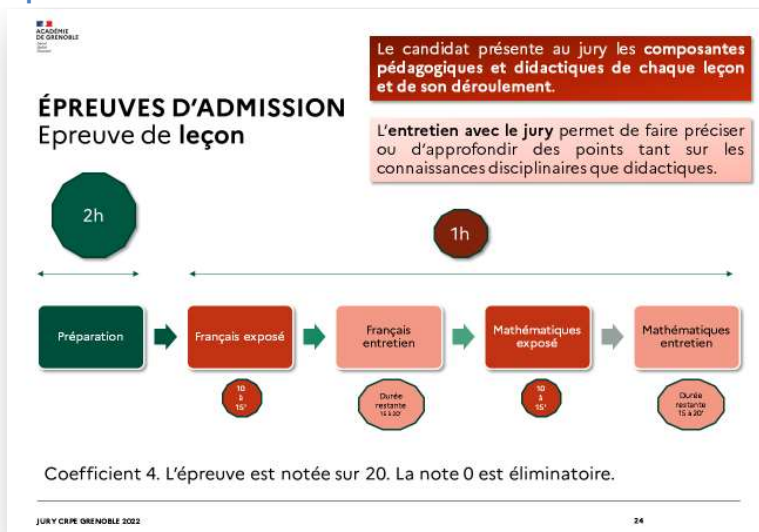 ACADÉMIE
DE GRENOBLE
Le candidat présente au jury les composantes
pédagogiques et didactiques de chaque leçon
et de son déroulement.
ÉPREUVES D'ADMISSION
Epreuve de leçon
L'entretien avec le jury permet de faire préciser
ou d'approfondir des points tant sur les
connaissances disciplinaires que didactiques.
2h
1h
Préparation
Français exposé
Français
entretien
Mathématiques
exposé
Mathématiques
entretien
10
à
15'
Durée
restante
15 à 20'
10
à
15'
Durée
restante
15 à 20'
Coefficient 4. L'épreuve est notée sur 20. La note 0 est éliminatoire.
JURY CRPE GRENOBLE 2022
24